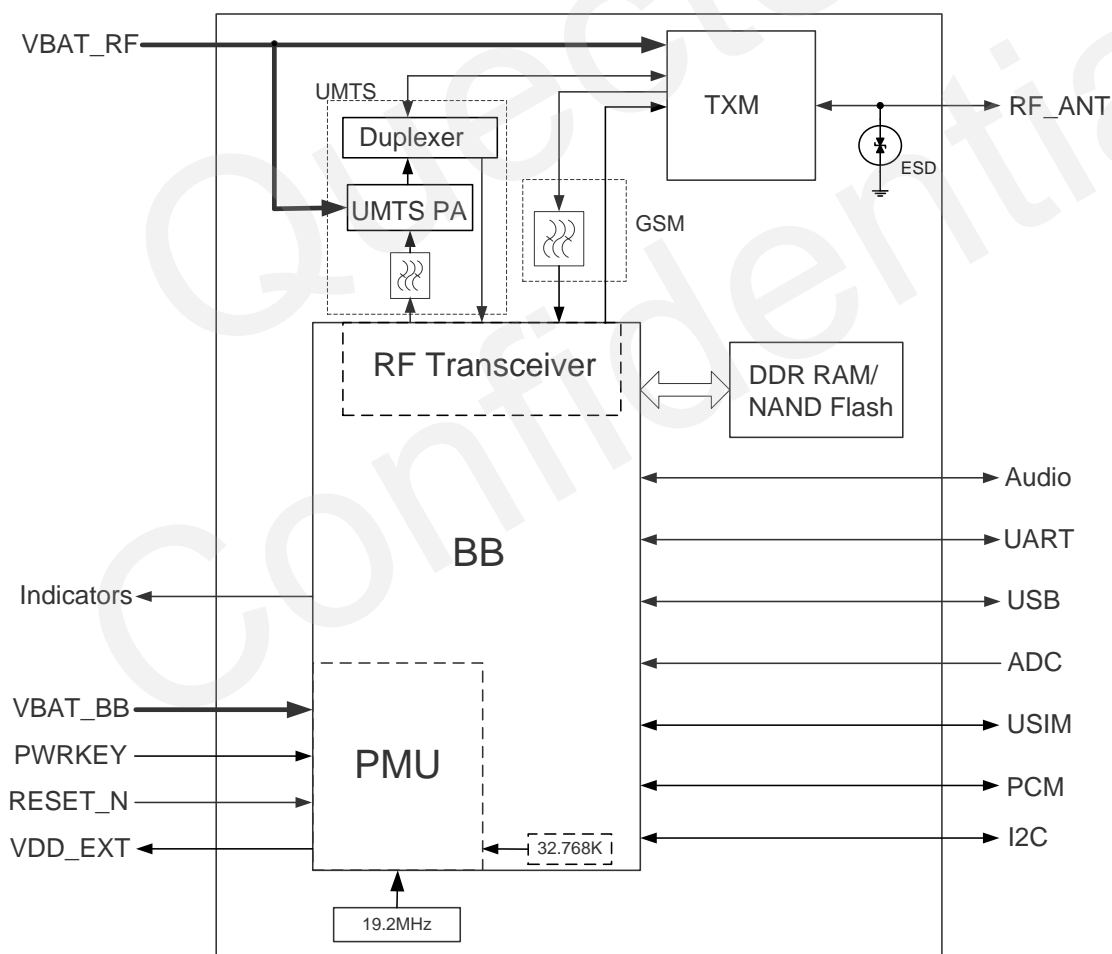 VBAT_RF
UMTS
TXM
RF_ANT
Duplexer
ESD
UMTS PA
GSM
RF Transceiver
DDR RAM/
NAND Flash
Audio
BB
UART
Indicators
USB
ADC
VBAT_BB
USIM
PWRKEY
PMU
PCM
RESET_N
VDD_EXT
32.768K
I2C
19.2MHz
Quectel
Confidential